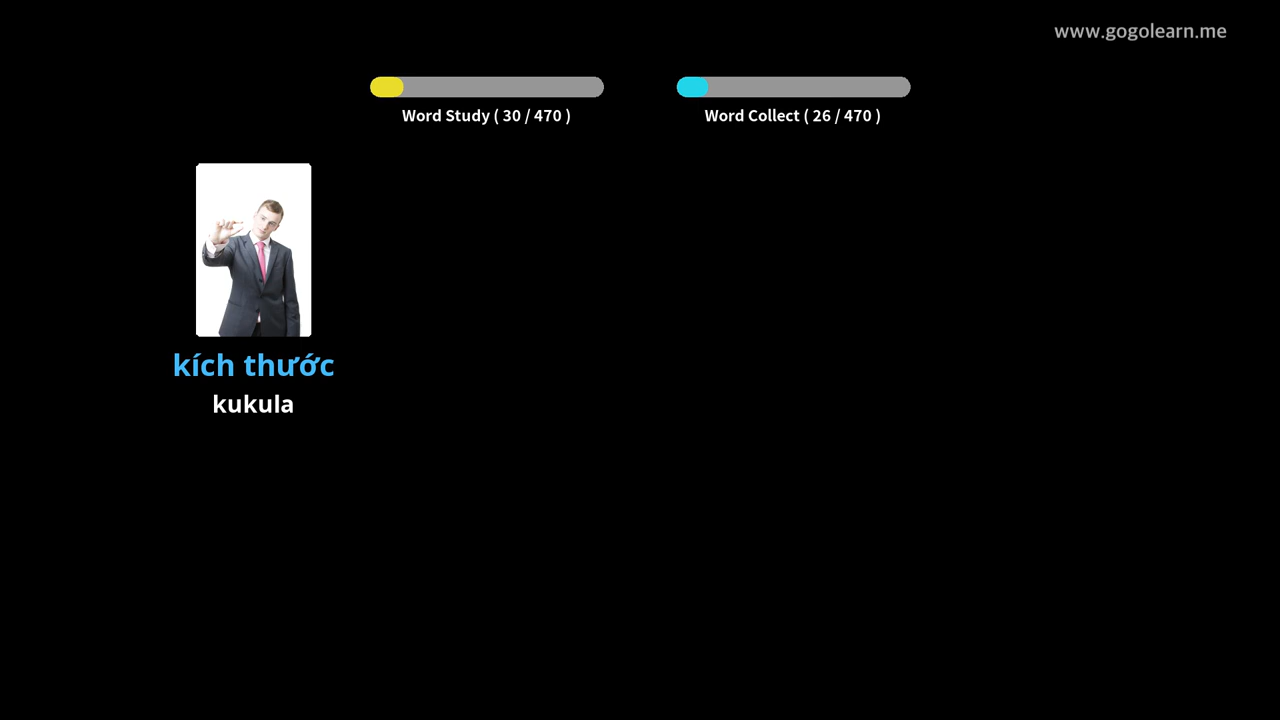 www.gogolearn.me
Word Study ( 30 / 470 )
Word Collect ( 26 / 470 )
kích thước
kukula